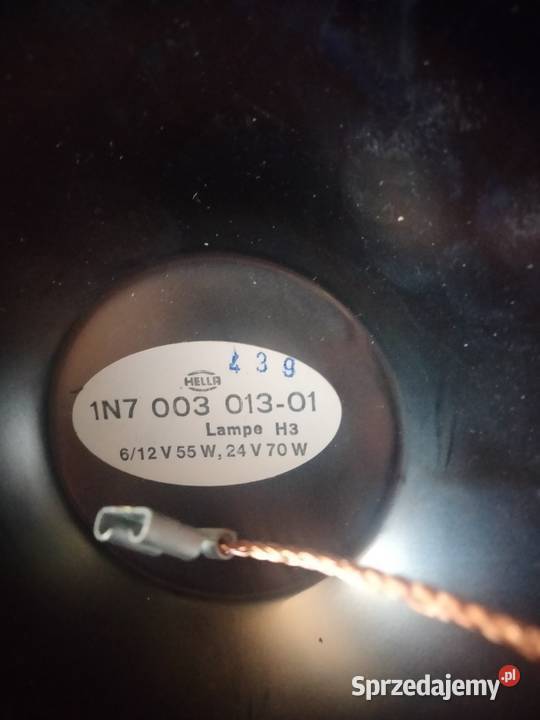 439
HELLA
1N7 003 013-01
Lampe H3
6/12 V 55 W, 24 V 70 W
Sprzedajemy.pl